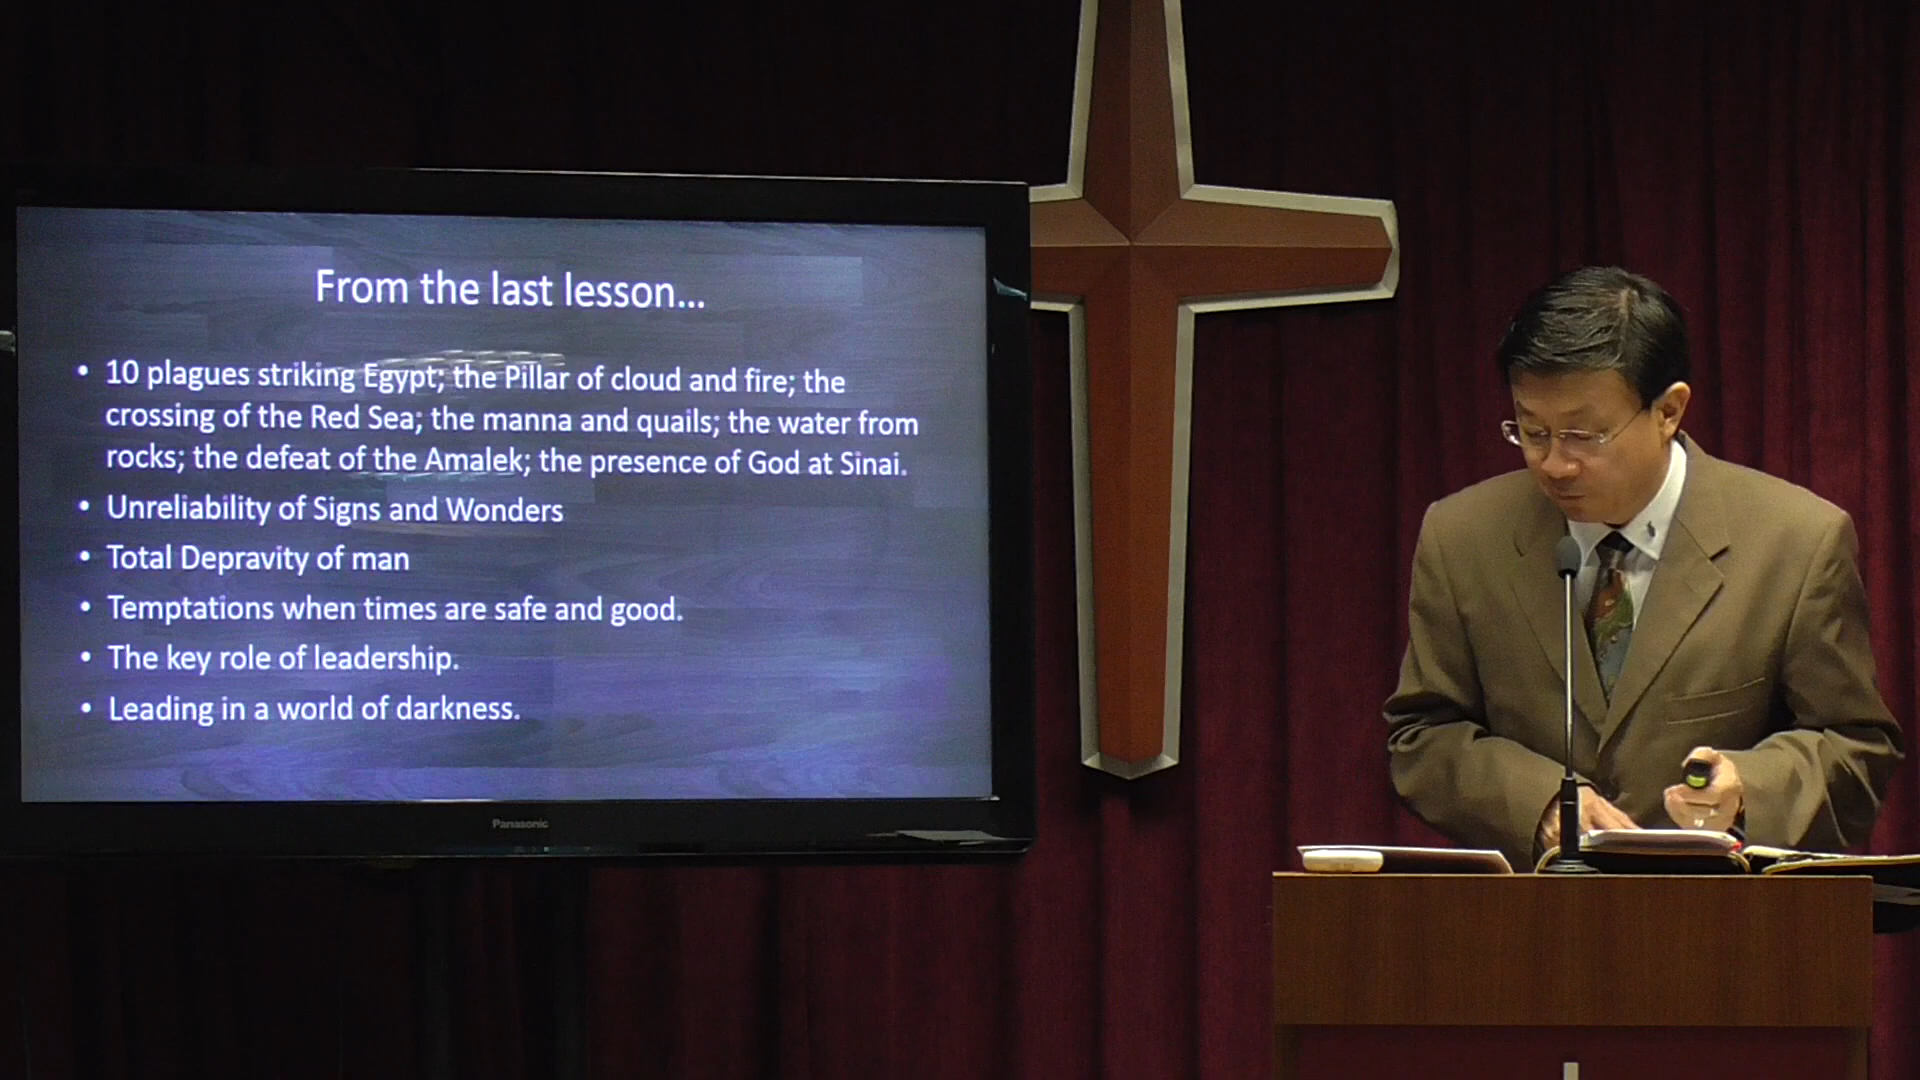 From the last lesson...
• 10 plagues striking Egypt; the Pillar of cloud and fire; the
crossing of the Red Sea; the manna and quails; the water from
rocks; the defeat of the Amalek; the presence of God at Sinai.
• Unreliability of Signs and Wonders
• Total Depravity of man
• Temptations when times are safe and good.
• The key role of leadership.
• Leading in a world of darkness.
Panasonic